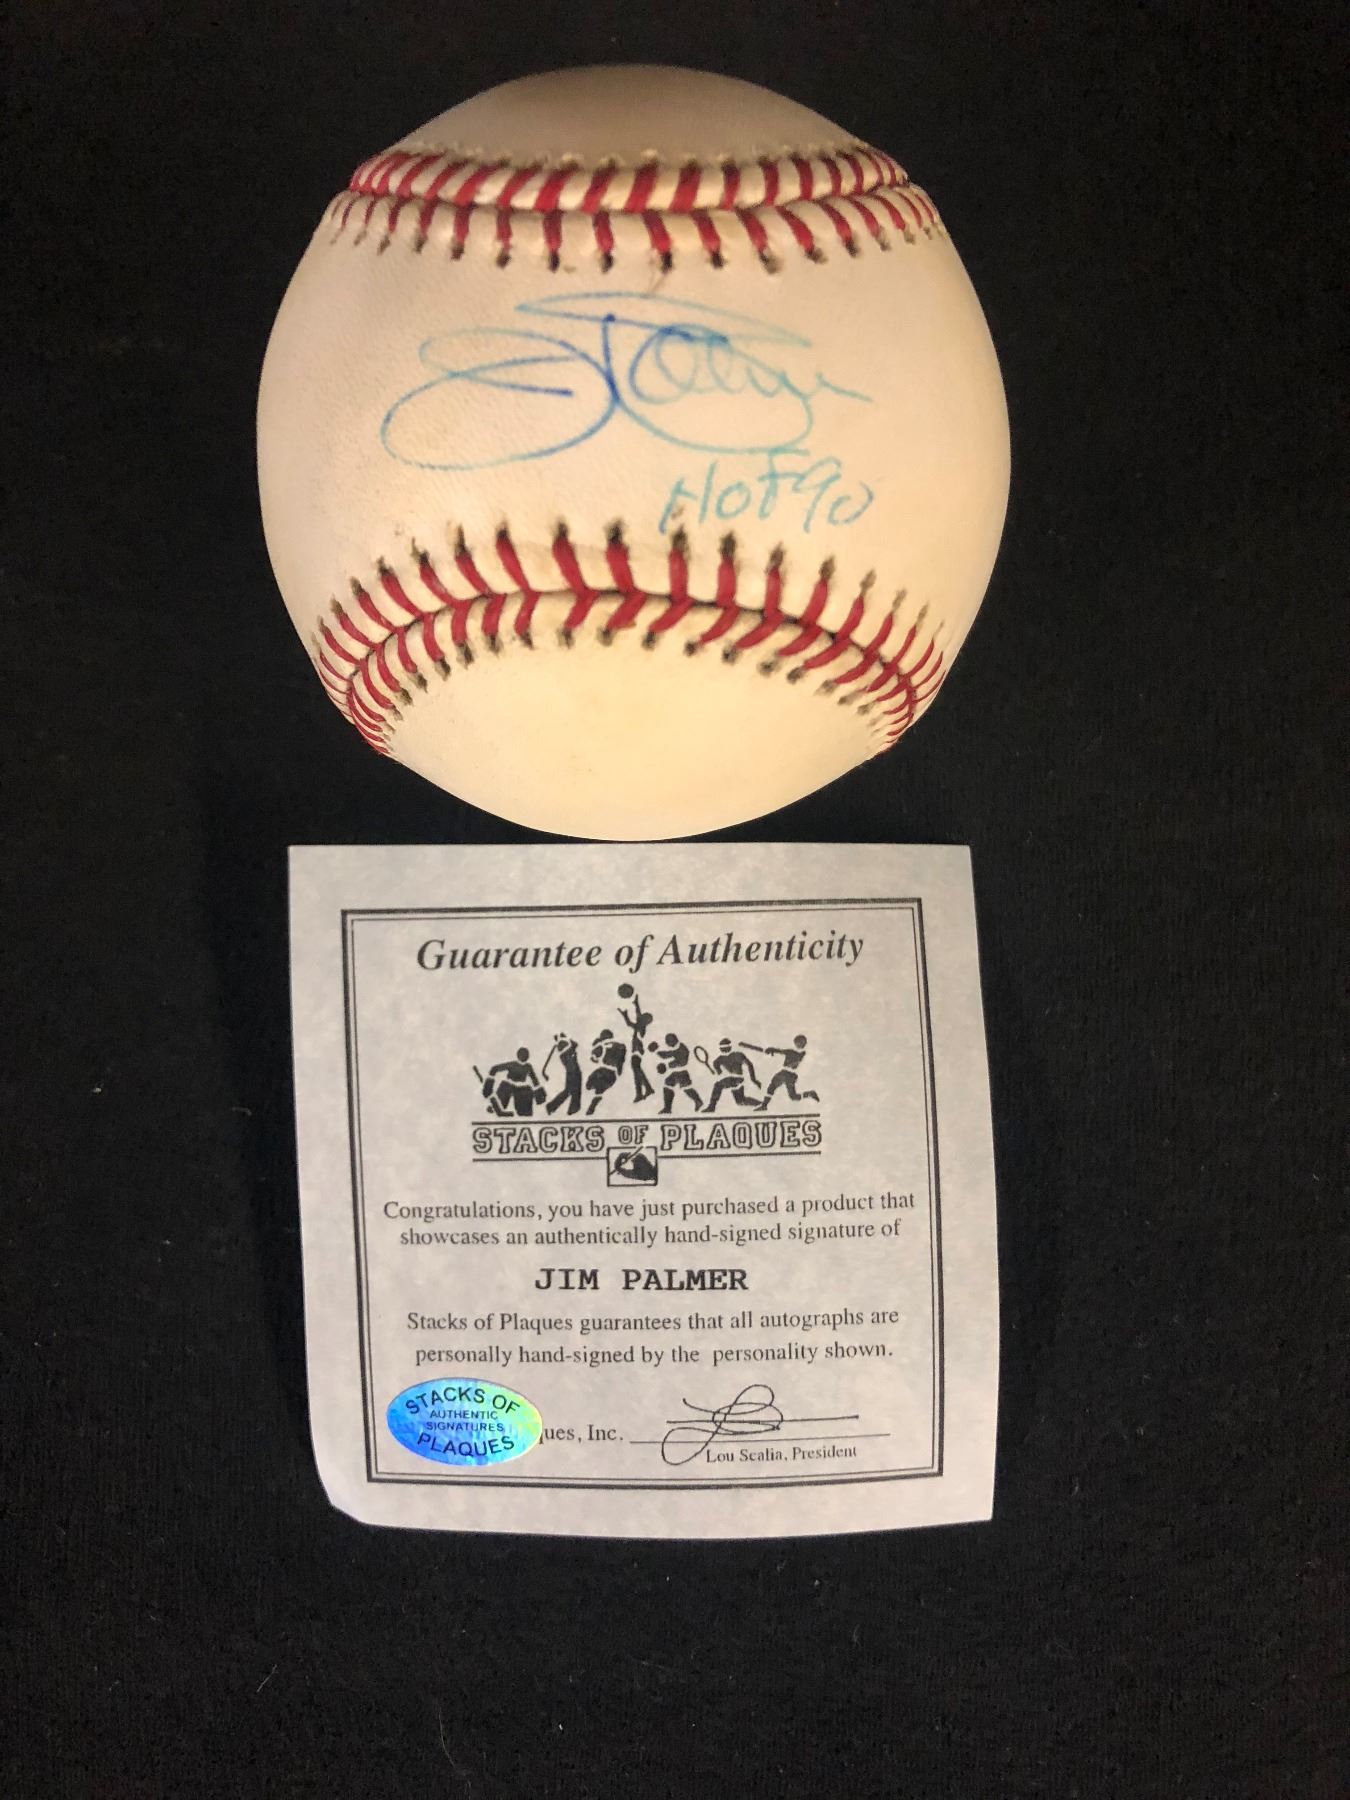 J Palmer
HOF 90
Guarantee of Authenticity
STACKS OF PLAQUES
Congratulations, you have just purchased a product that
showcases an authentically hand-signed signature of
JIM PALMER
Stacks of Plaques guarantees that all autographs are
personally hand-signed by the personality shown.
STACKS OF
AUTHENTIC
SIGNATURES
PLAQUES
ques, Inc.
Lou Scalia, President